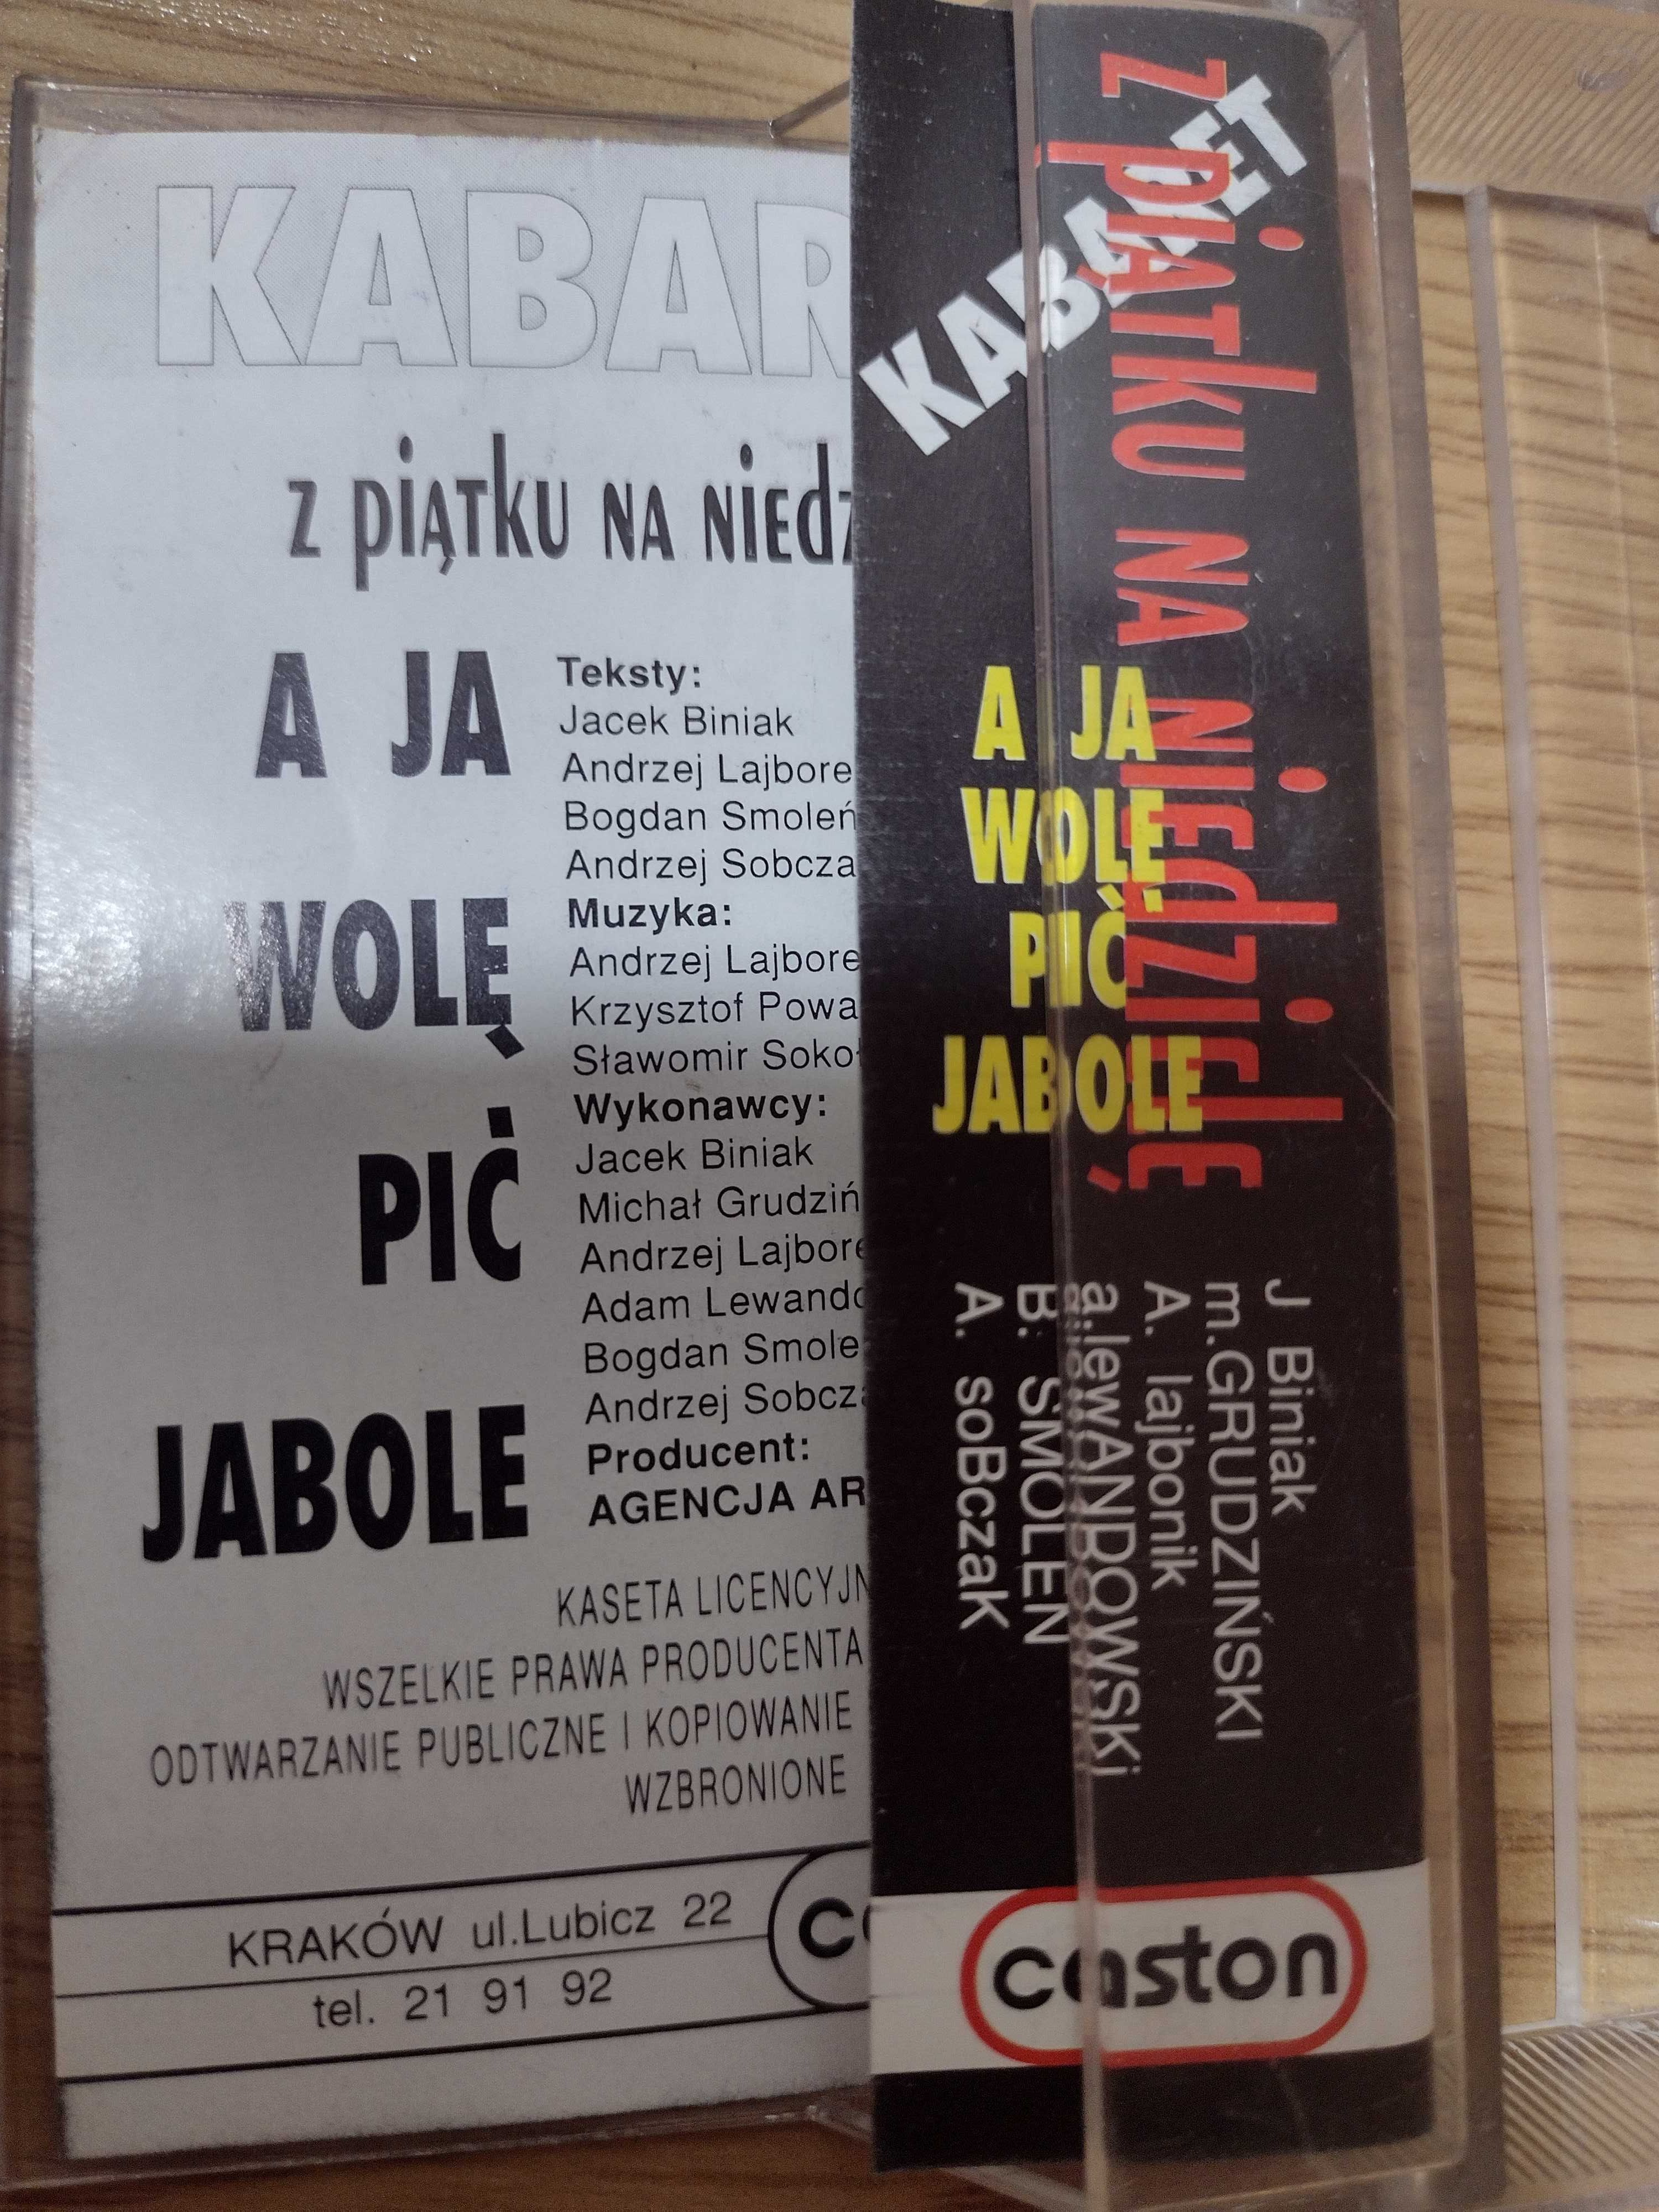 KABAR
z piątku NA NIEdz
A JA
WOLĘ
PIĆ
JABOLE
Teksty:
Jacek Biniak
Andrzej Lajbore
Bogdan Smoleń
Andrzej Sobcza
Muzyka:
Andrzej Lajbore
Krzysztof Powa
Sławomir Sokoł
Wykonawcy:
Jacek Biniak
Michał Grudziń
Andrzej Lajbore
Adam Lewando
Bogdan Smole
Andrzej Sobcza
Producent:
AGENCJA AR
KASETA LICENCYJN
WSZELKIE PRAWA PRODUCENTA
ODTWARZANIE PUBLICZNE I KOPIOWANIE
WZBRONIONE
KRAKÓW ul.Lubicz 22
tel. 21 91 92
ca
KABARET
z piątku NA NIEdzielę
A JA
WOLĘ
PIĆ
JABOLE
J Biniak
m.GRUDZIŃSKI
A. lajbonik
a.lewANDOWSKi
B. SMOLEN
A. soBczaK
caston